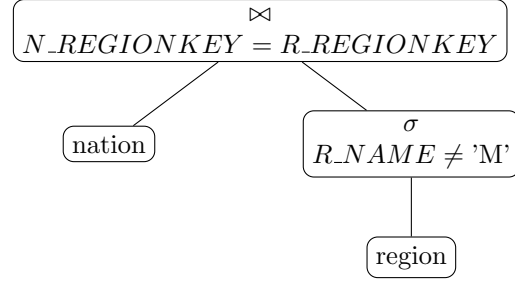 ⋈
N_REGIONKEY = R_REGIONKEY
nation
σ
R_NAME ≠ 'M'
region